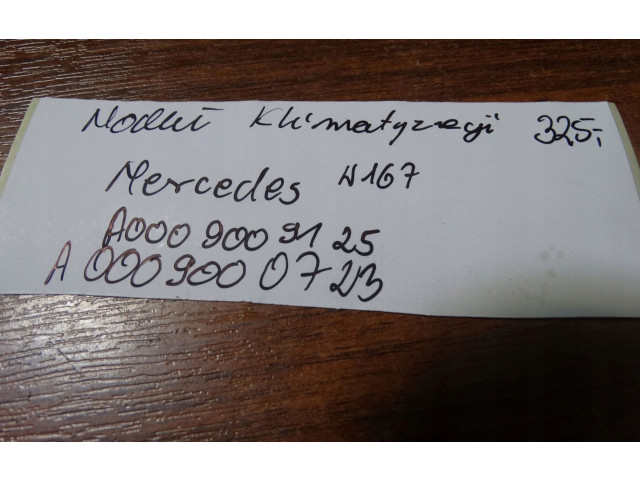 Moduł Klimatyzacji 325,-
Mercedes W167
A000 900 91 25
A 000 900 07 23